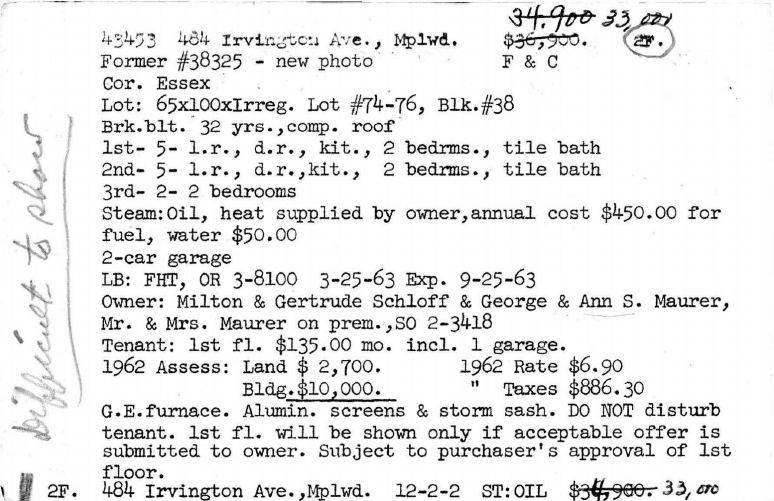 34,900 33,000
43453 484 Irvington Ave., Mplwd. $36,900. 2F.
Former #38325 - new photo F & C
Cor. Essex
Lot: 65x100xIrreg. Lot #74-76, Blk.#38
Brk.blt. 32 yrs.,comp. roof
1st- 5- l.r., d.r., kit., 2 bedrms., tile bath
2nd- 5- l.r., d.r.,kit., 2 bedrms., tile bath
3rd- 2- 2 bedrooms
Steam:Oil, heat supplied by owner,annual cost $450.00 for
fuel, water $50.00
2-car garage
LB: FHT, OR 3-8100 3-25-63 Exp. 9-25-63
Owner: Milton & Gertrude Schloff & George & Ann S. Maurer,
Mr. & Mrs. Maurer on prem.,SO 2-3418
Tenant: 1st fl. $135.00 mo. incl. 1 garage.
1962 Assess: Land $ 2,700. 1962 Rate $6.90
Bldg.$10,000. " Taxes $886.30
G.E.furnace. Alumin. screens & storm sash. DO NOT disturb
tenant. 1st fl. will be shown only if acceptable offer is
submitted to owner. Subject to purchaser's approval of 1st
floor.
2F. 484 Irvington Ave.,Mplwd. 12-2-2 ST:OIL $34,900. 33,000
Difficult to show